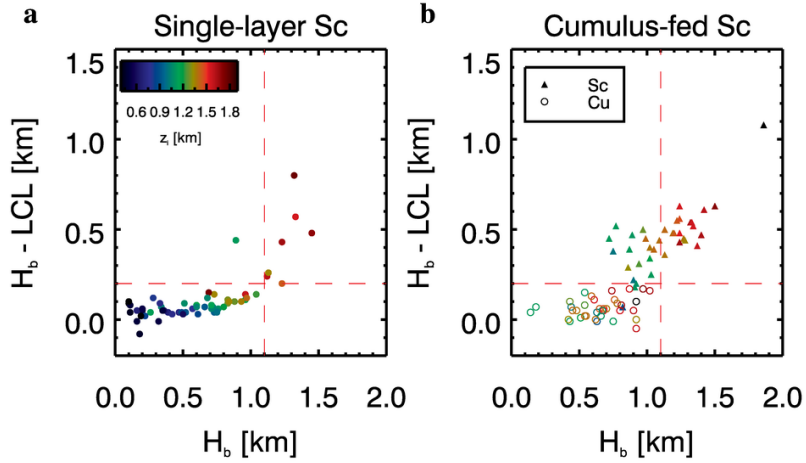 a
Single-layer Sc
b
Cumulus-fed Sc
1.5
1.0
0.5
0.0
H_b - LCL [km]
0.6 0.9 1.2 1.5 1.8
z_i [km]
0.0 0.5 1.0 1.5 2.0
H_b [km]
1.5
1.0
0.5
0.0
H_b - LCL [km]
Sc
Cu
0.0 0.5 1.0 1.5 2.0
H_b [km]